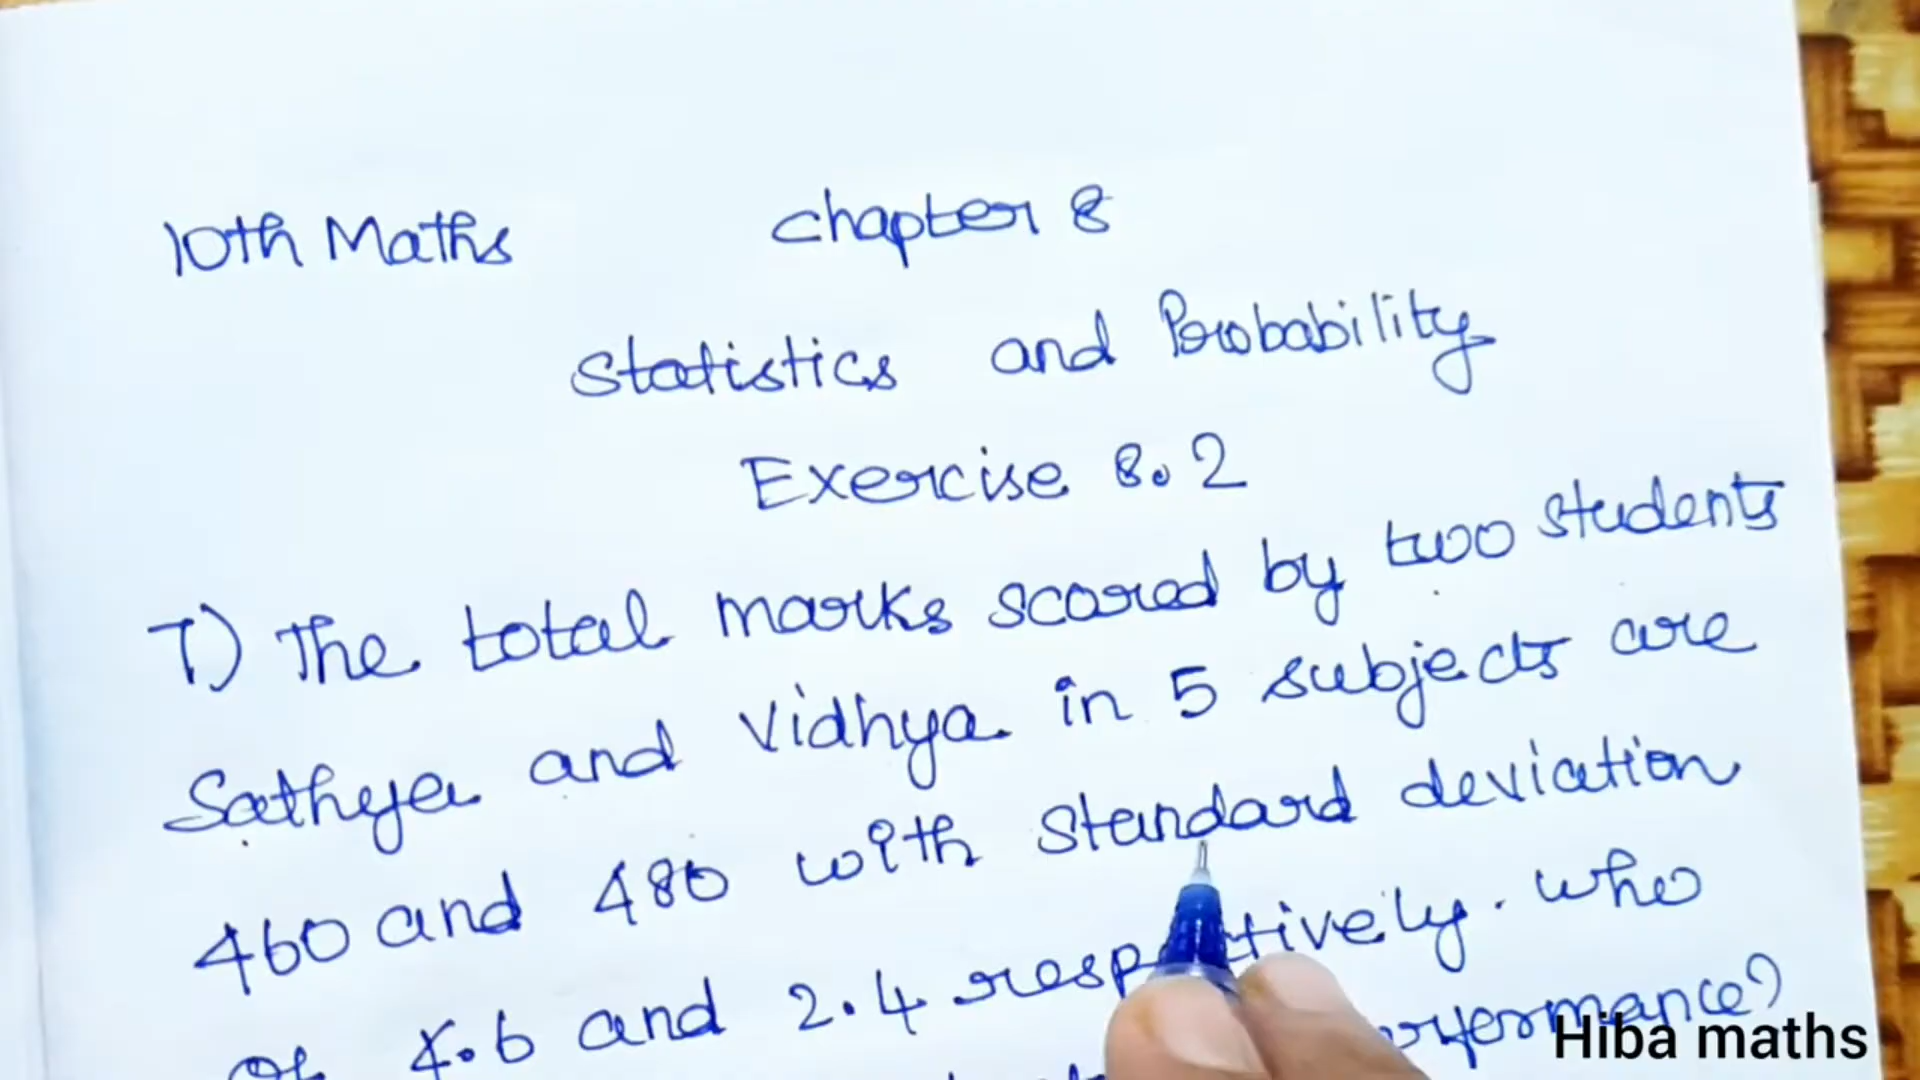 10th Maths chapter 8
Statistics and Probability
Exercise 8.2
7) The total marks scored by two students
Sathya and Vidhya in 5 subjects are
460 and 480 with standard deviation
of 4.6 and 2.4 respectively. who
performance?
Hiba maths